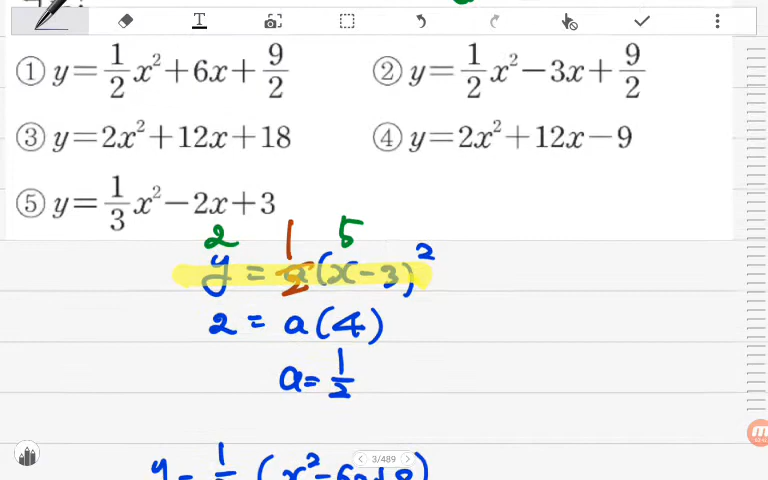 ① y=1/2x²+6x+9/2 ② y=1/2x²-3x+9/2
③ y=2x²+12x+18 ④ y=2x²+12x-9
⑤ y=1/3x²-2x+3
2 1 5
y = a/2(x-3)²
2 = a(4)
a = 1/2
3/489